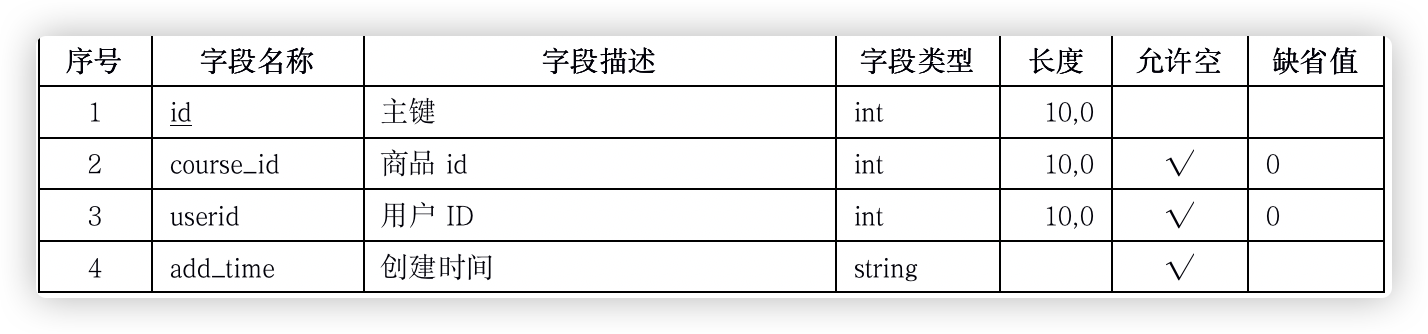 序号 字段名称 字段描述 字段类型 长度 允许空 缺省值
1 id 主键 int 10,0
2 course_id 商品 id int 10,0 √ 0
3 userid 用户 ID int 10,0 √ 0
4 add_time 创建时间 string √